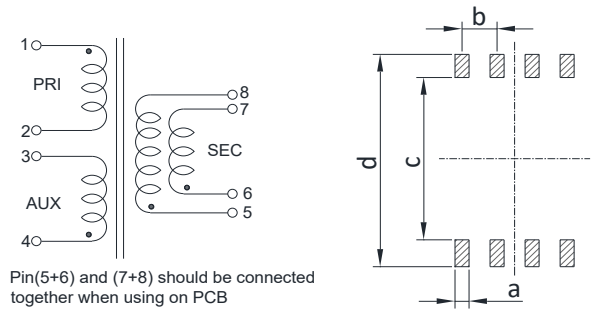 1
PRI
2
3
AUX
4
8
7
SEC
6
5
Pin(5+6) and (7+8) should be connected
together when using on PCB
b
d
c
a